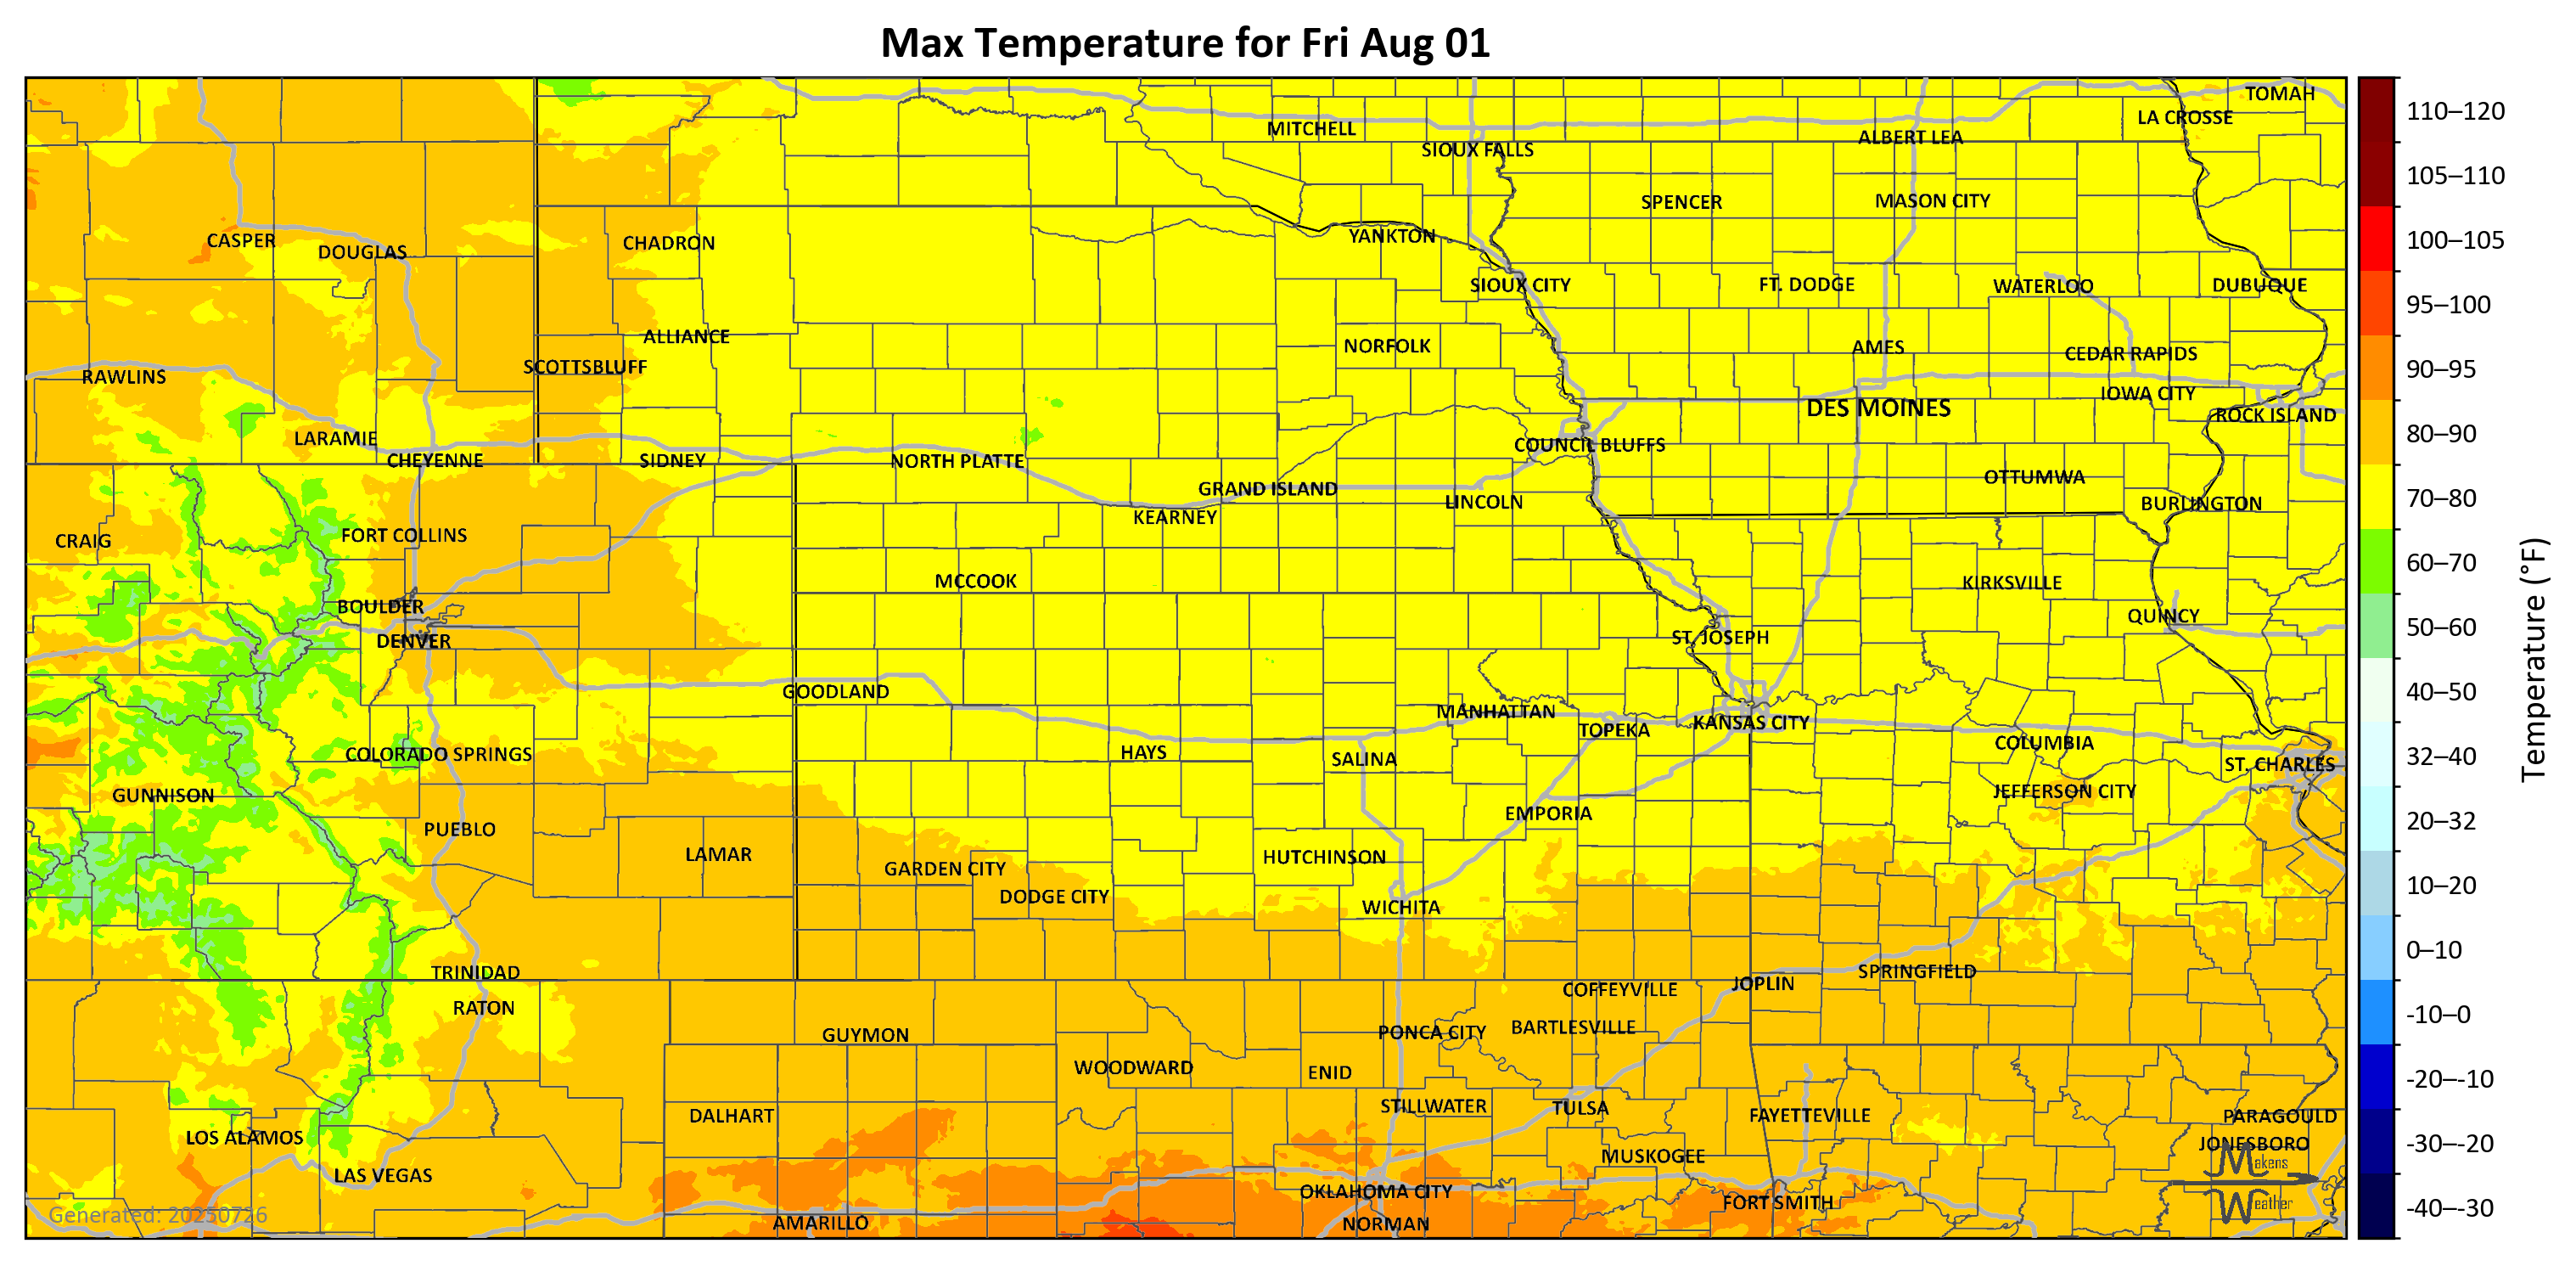 Max Temperature for Fri Aug 01
TOMAH
LA CROSSE
MITCHELL
ALBERT LEA
SIOUX FALLS
SPENCER
MASON CITY
CASPER
DOUGLAS
CHADRON
YANKTON
SIOUX CITY
FT. DODGE
WATERLOO
DUBUQUE
ALLIANCE
NORFOLK
AMES
CEDAR RAPIDS
RAWLINS
SCOTTSBLUFF
IOWA CITY
DES MOINES
ROCK ISLAND
LARAMIE
COUNCIL BLUFFS
CHEYENNE
SIDNEY
NORTH PLATTE
OTTUMWA
GRAND ISLAND
LINCOLN
BURLINGTON
KEARNEY
CRAIG
FORT COLLINS
MCCOOK
KIRKSVILLE
BOULDER
QUINCY
DENVER
ST. JOSEPH
GOODLAND
MANHATTAN
TOPEKA
KANSAS CITY
COLORADO SPRINGS
HAYS
SALINA
COLUMBIA
ST. CHARLES
GUNNISON
JEFFERSON CITY
PUEBLO
EMPORIA
LAMAR
GARDEN CITY
HUTCHINSON
DODGE CITY
WICHITA
TRINIDAD
SPRINGFIELD
JOPLIN
RATON
COFFEYVILLE
GUYMON
PONCA CITY
BARTLESVILLE
WOODWARD
ENID
DALHART
STILLWATER
TULSA
FAYETTEVILLE
PARAGOULD
LOS ALAMOS
JONESBORO
LAS VEGAS
MUSKOGEE
OKLAHOMA CITY
FORT SMITH
AMARILLO
NORMAN
Generated: 20250726
Makens
Weather
110–120
105–110
100–105
95–100
90–95
80–90
70–80
60–70
50–60
40–50
32–40
20–32
10–20
0–10
-10–0
-20–-10
-30–-20
-40–-30
Temperature (°F)